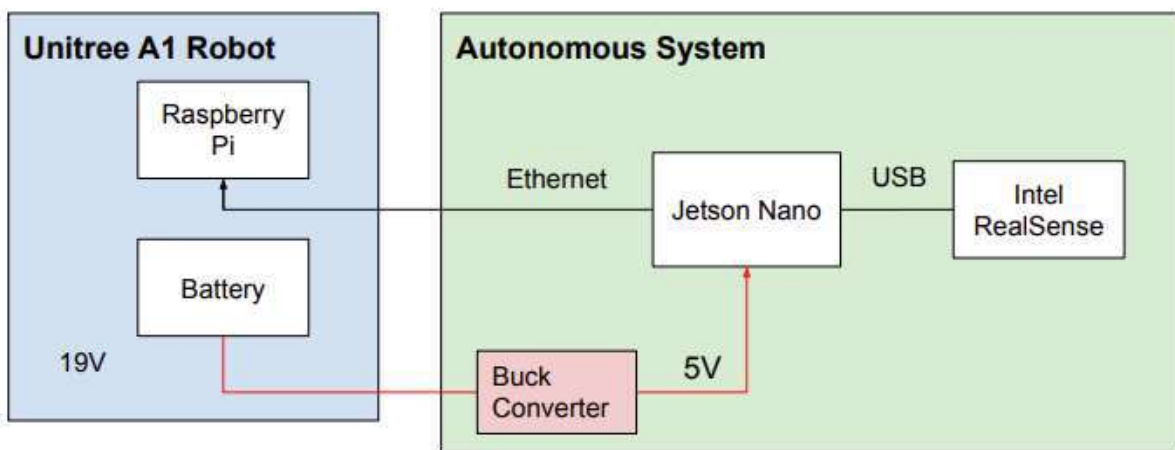 Unitree A1 Robot
Autonomous System
Raspberry
Pi
Ethernet
Jetson Nano
USB
Intel
RealSense
Battery
19V
Buck
Converter
5V